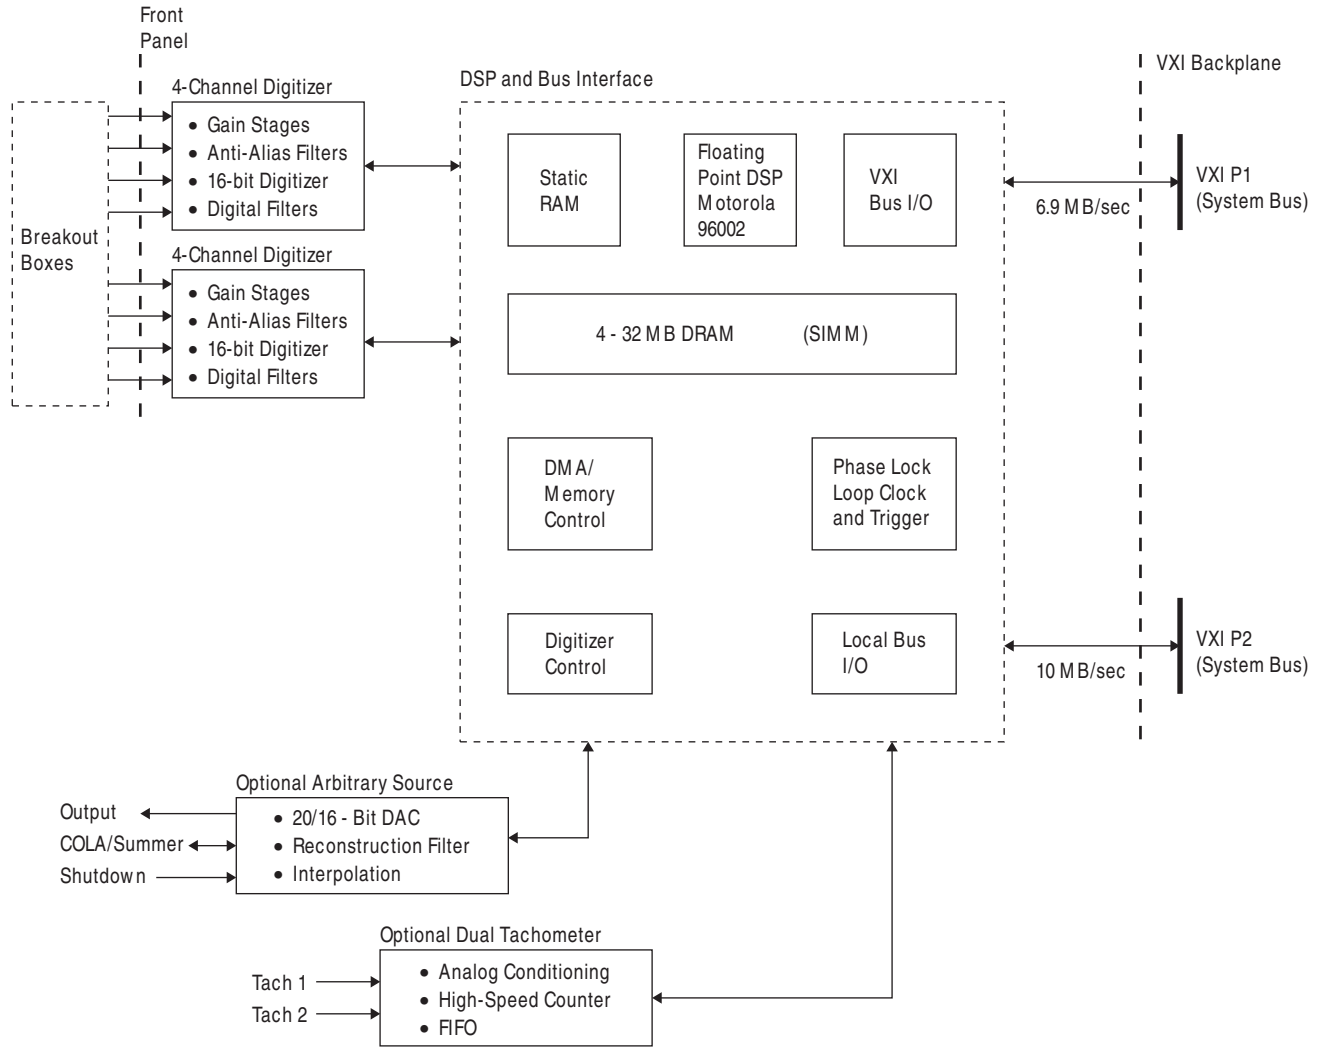 Front
Panel
VXI Backplane
4-Channel Digitizer
DSP and Bus Interface
• Gain Stages
• Anti-Alias Filters
• 16-bit Digitizer
• Digital Filters
Static
RAM
Floating
Point DSP
Motorola
96002
VXI
Bus I/O
6.9 MB/sec
VXI P1
(System Bus)
Breakout
Boxes
4-Channel Digitizer
• Gain Stages
• Anti-Alias Filters
• 16-bit Digitizer
• Digital Filters
4 - 32 MB DRAM (SIMM)
DMA/
Memory
Control
Phase Lock
Loop Clock
and Trigger
Digitizer
Control
Local Bus
I/O
10 MB/sec
VXI P2
(System Bus)
Optional Arbitrary Source
Output
COLA/Summer
Shutdown
• 20/16 - Bit DAC
• Reconstruction Filter
• Interpolation
Optional Dual Tachometer
Tach 1
Tach 2
• Analog Conditioning
• High-Speed Counter
• FIFO